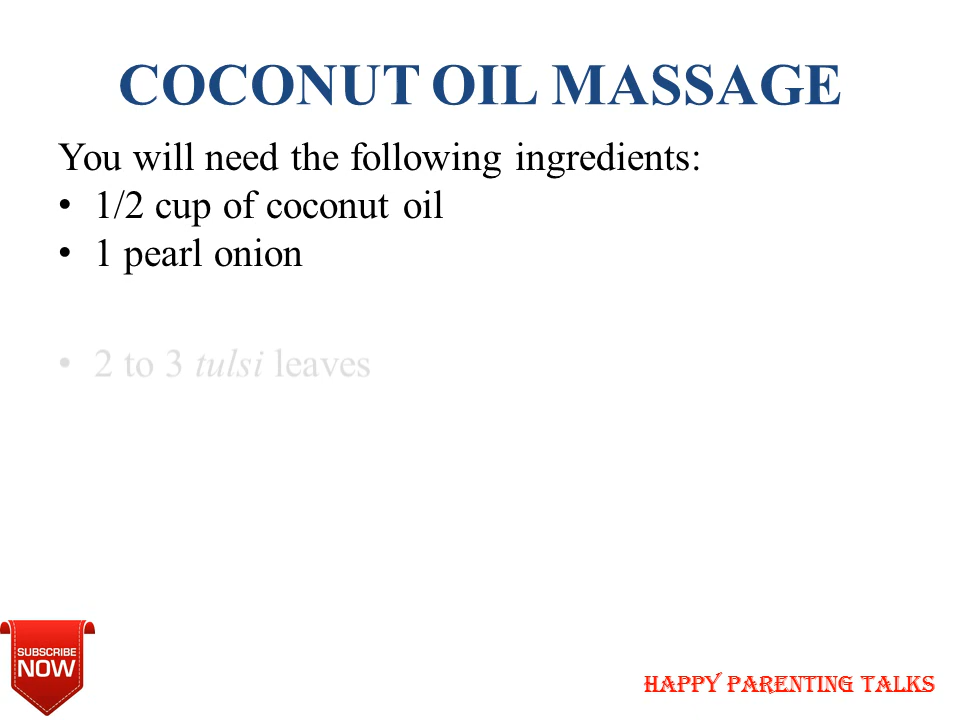 COCONUT OIL MASSAGE
You will need the following ingredients:
• 1/2 cup of coconut oil
• 1 pearl onion
• 2 to 3 tulsi leaves
SUBSCRIBE
NOW
HAPPY PARENTING TALKS